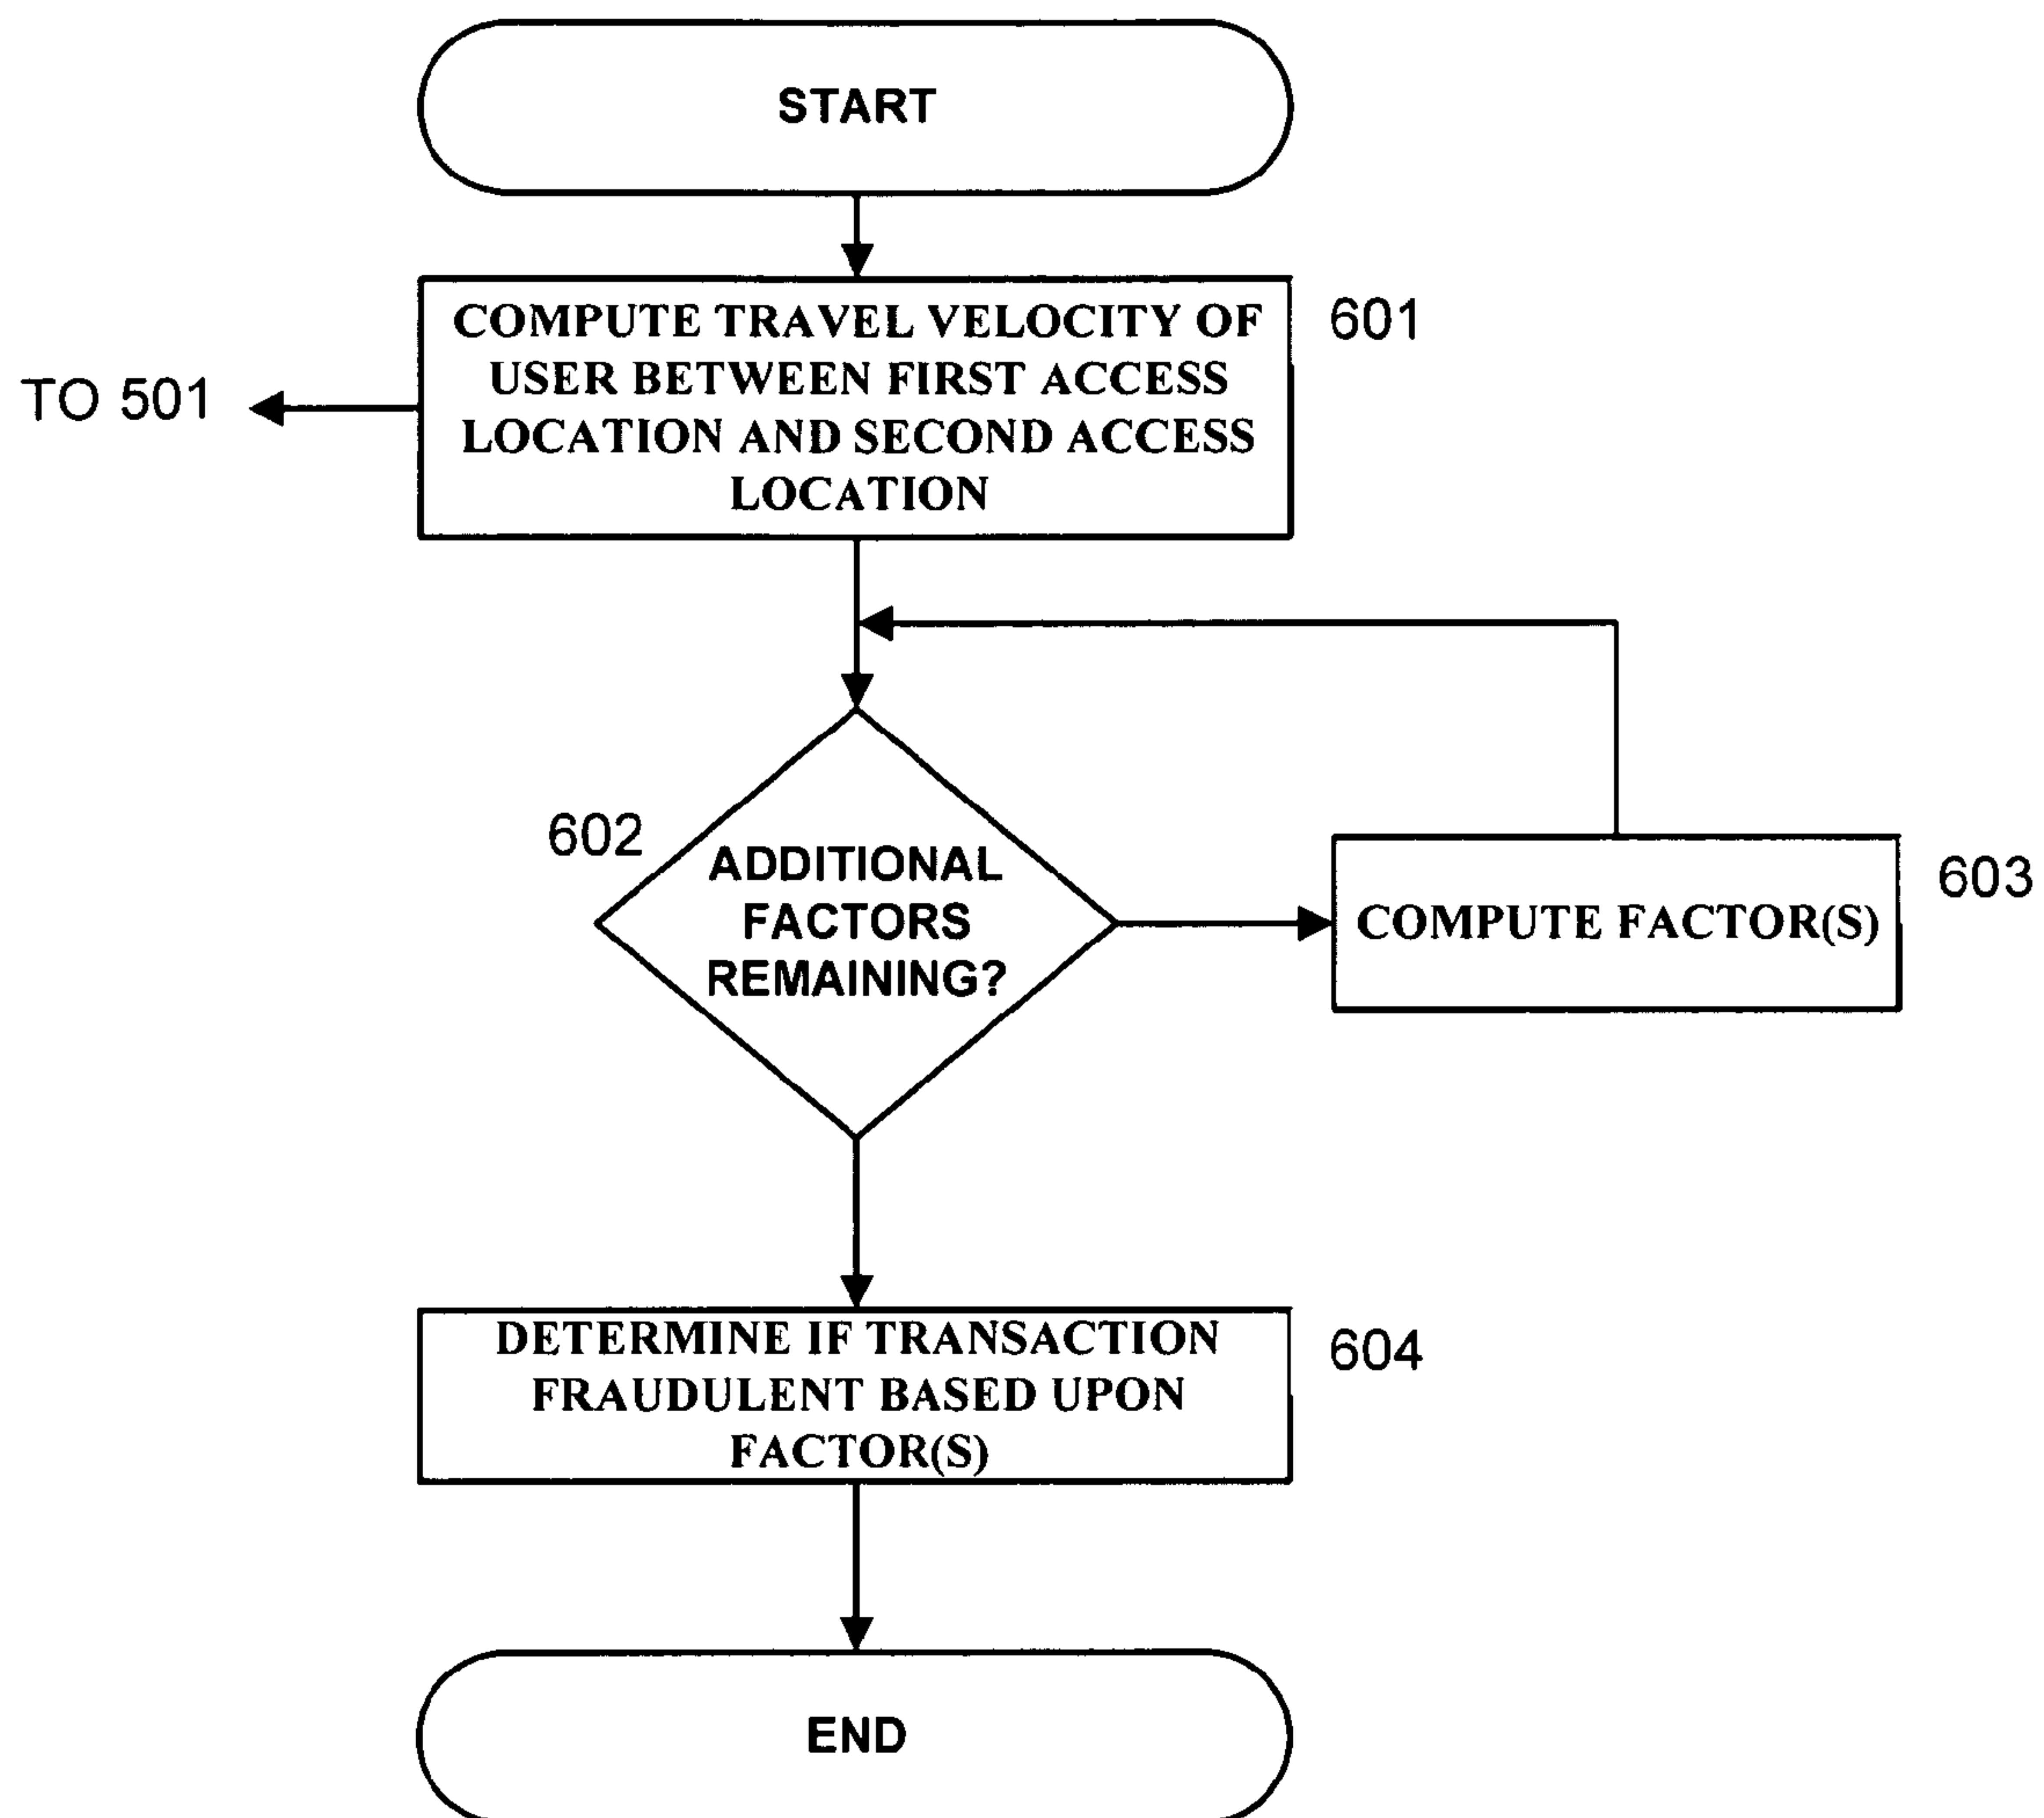 START
COMPUTE TRAVEL VELOCITY OF
USER BETWEEN FIRST ACCESS
LOCATION AND SECOND ACCESS
LOCATION
601
TO 501
602
ADDITIONAL
FACTORS
REMAINING?
COMPUTE FACTOR(S)
603
DETERMINE IF TRANSACTION
FRAUDULENT BASED UPON
FACTOR(S)
604
END